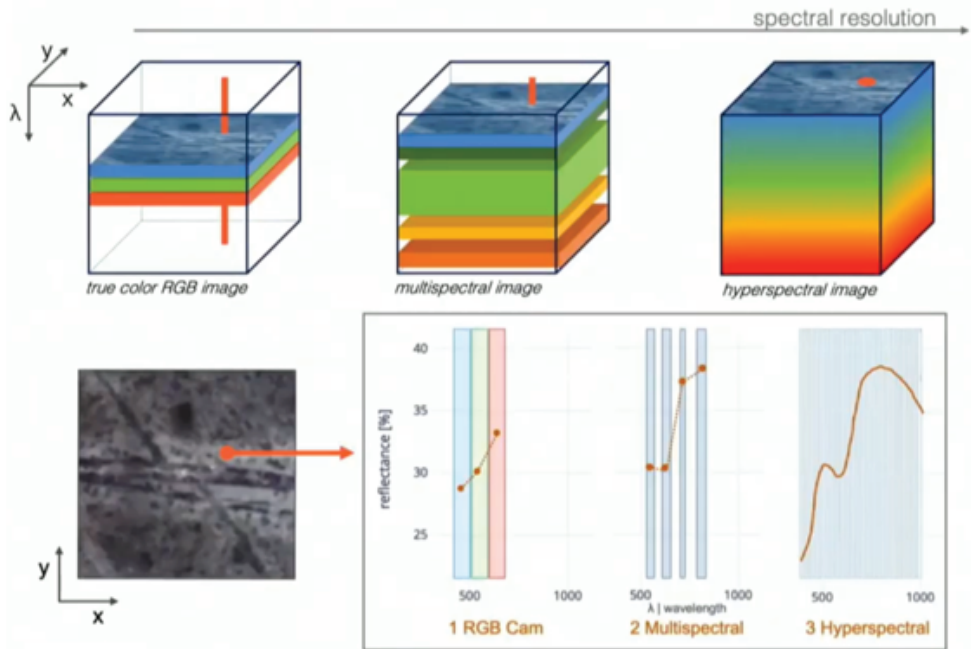 spectral resolution
y
x
λ
true color RGB image
multispectral image
hyperspectral image
40
35
30
25
reflectance [%]
500
1000
500
1000
λ | wavelength
500
1000
1 RGB Cam
2 Multispectral
3 Hyperspectral
y
x